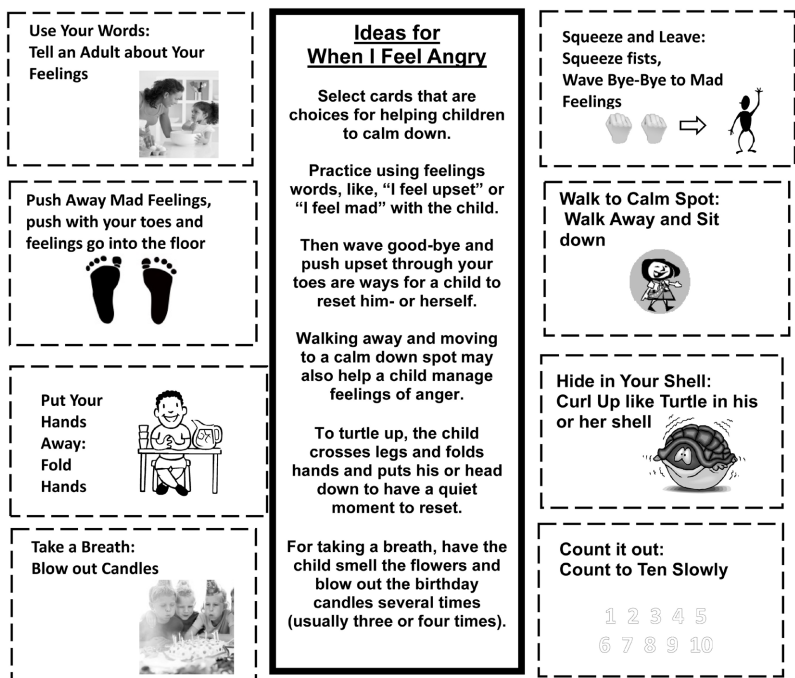 Use Your Words:
Tell an Adult about Your
Feelings
Push Away Mad Feelings,
push with your toes and
feelings go into the floor
Put Your
Hands
Away:
Fold
Hands
Take a Breath:
Blow out Candles
Ideas for
When I Feel Angry
Select cards that are
choices for helping children
to calm down.
Practice using feelings
words, like, “I feel upset” or
“I feel mad” with the child.
Then wave good-bye and
push upset through your
toes are ways for a child to
reset him- or herself.
Walking away and moving
to a calm down spot may
also help a child manage
feelings of anger.
To turtle up, the child
crosses legs and folds
hands and puts his or head
down to have a quiet
moment to reset.
For taking a breath, have the
child smell the flowers and
blow out the birthday
candles several times
(usually three or four times).
Squeeze and Leave:
Squeeze fists,
Wave Bye-Bye to Mad
Feelings
Walk to Calm Spot:
Walk Away and Sit
down
Hide in Your Shell:
Curl Up like Turtle in his
or her shell
Count it out:
Count to Ten Slowly
1 2 3 4 5
6 7 8 9 10